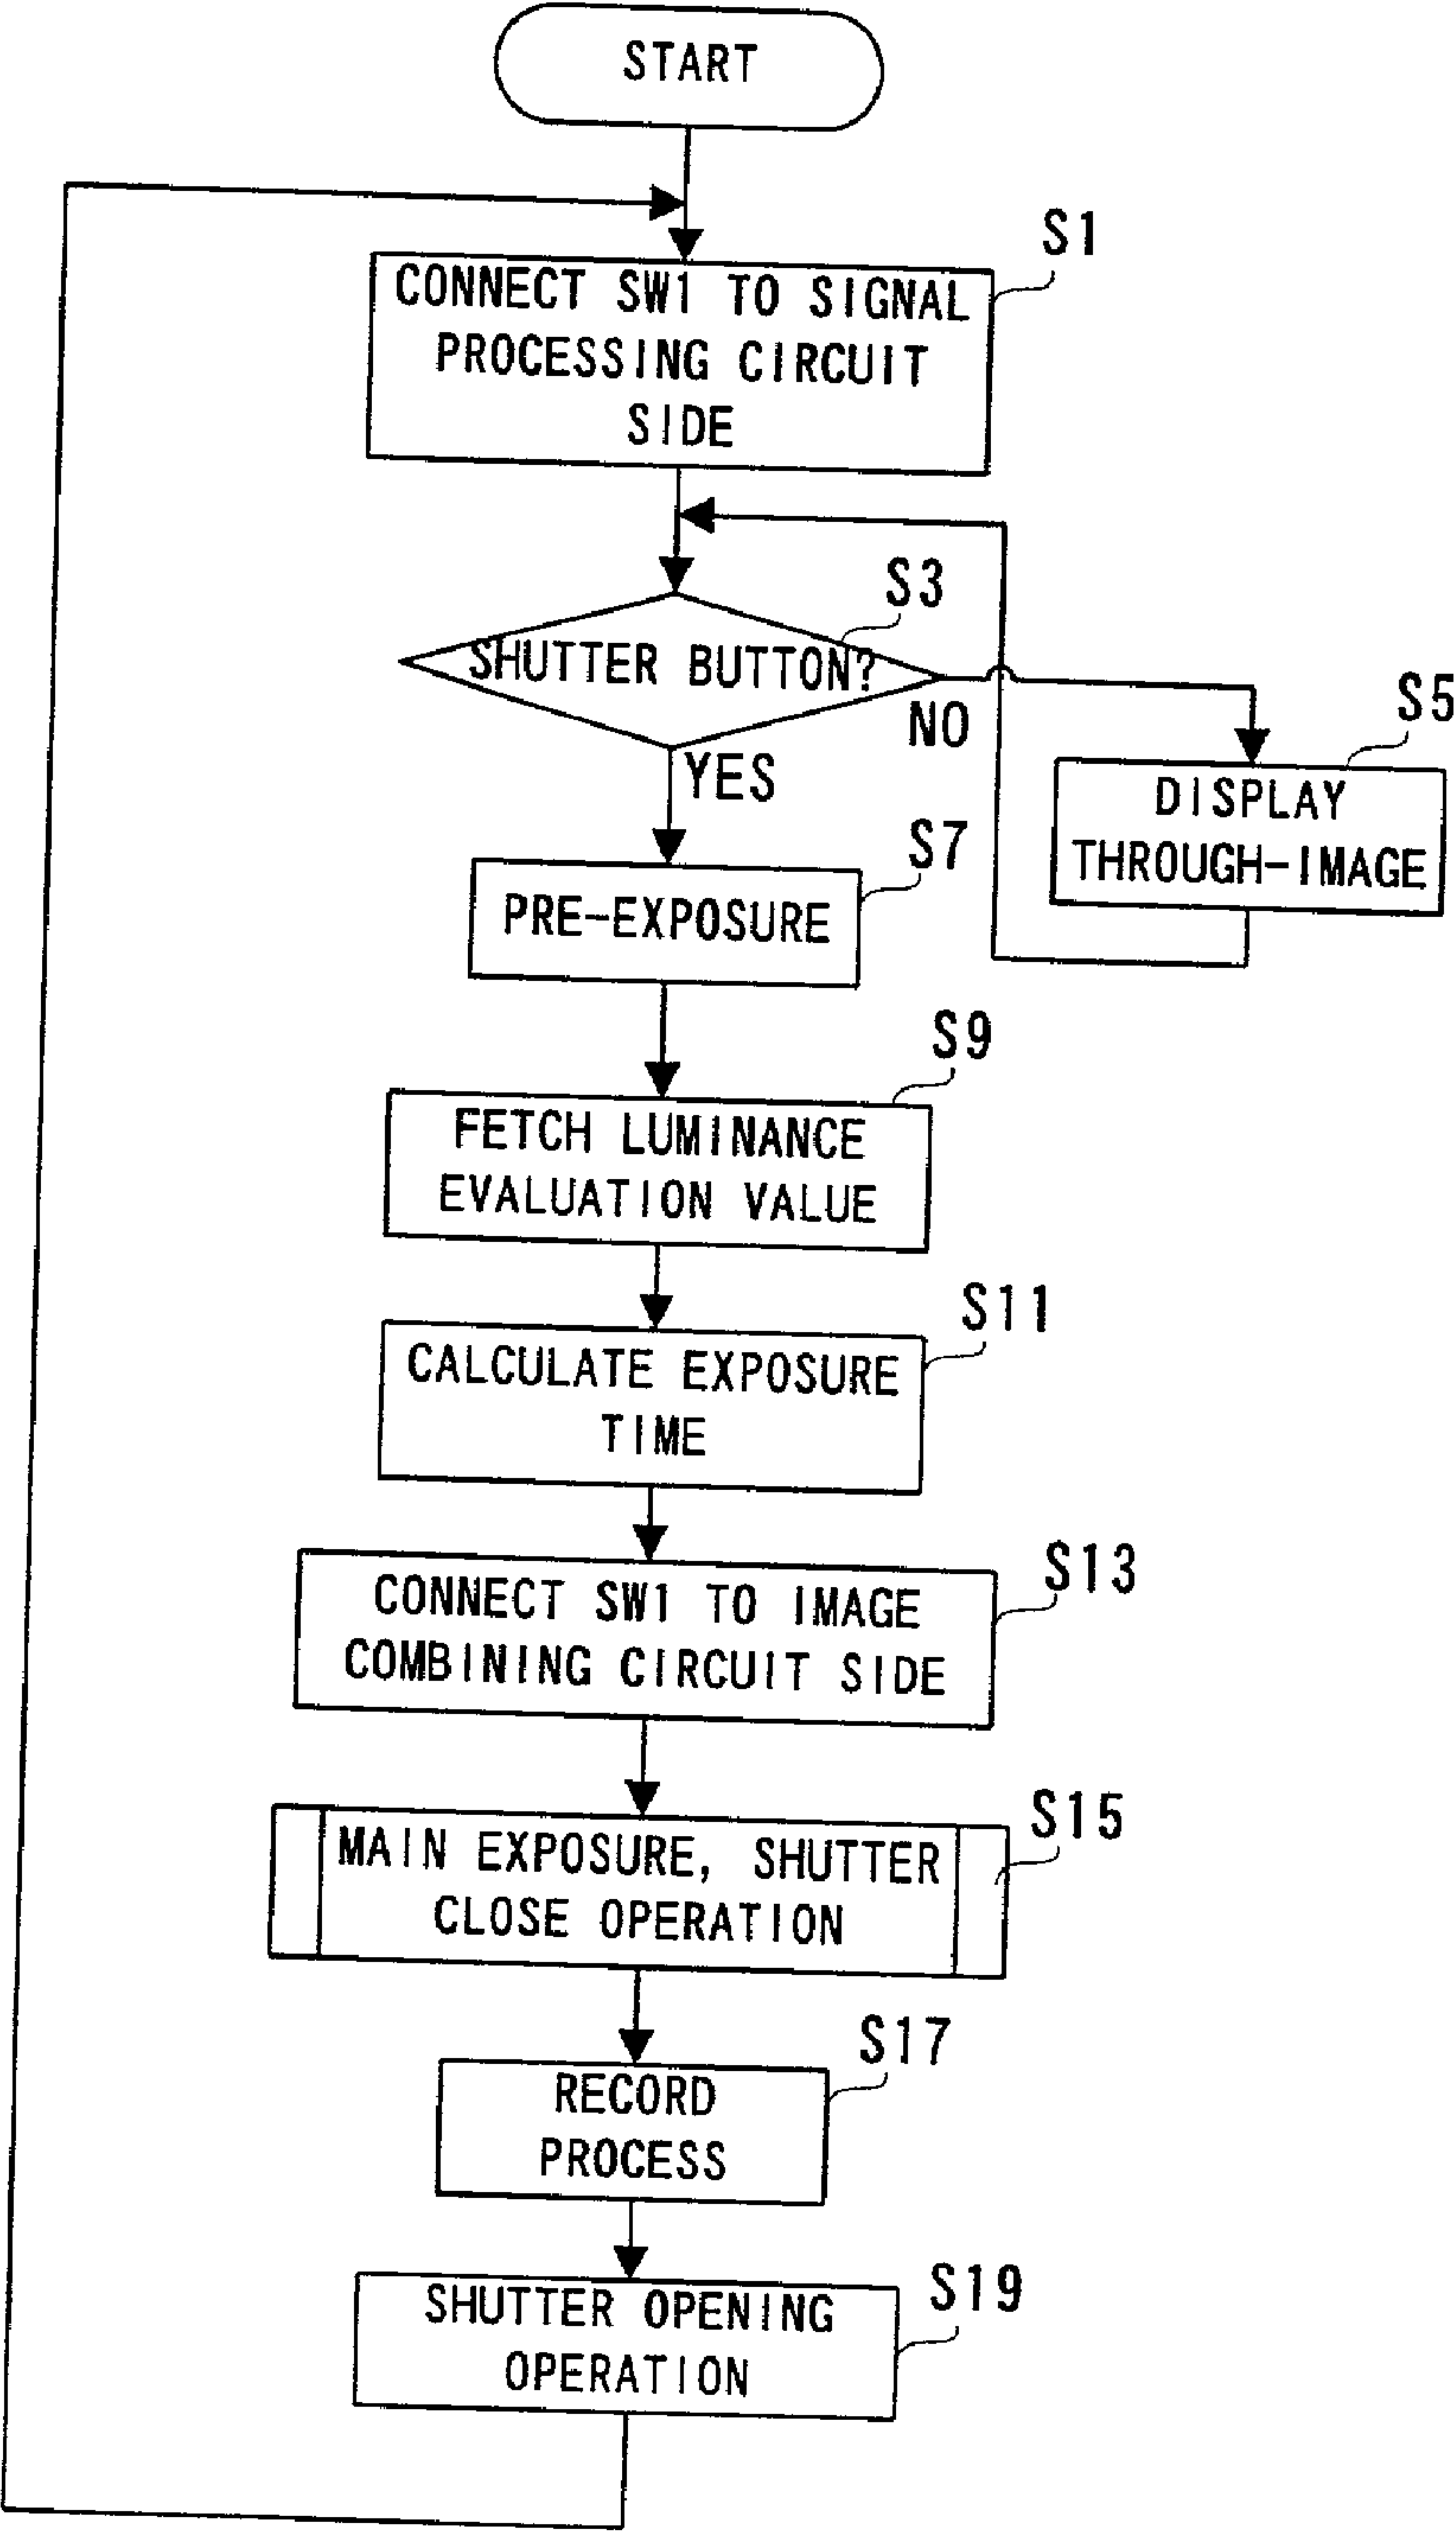 START
S1
CONNECT SW1 TO SIGNAL
PROCESSING CIRCUIT
SIDE
S3
SHUTTER BUTTON?
NO
YES
S5
DISPLAY
THROUGH-IMAGE
S7
PRE-EXPOSURE
S9
FETCH LUMINANCE
EVALUATION VALUE
S11
CALCULATE EXPOSURE
TIME
S13
CONNECT SW1 TO IMAGE
COMBINING CIRCUIT SIDE
S15
MAIN EXPOSURE, SHUTTER
CLOSE OPERATION
S17
RECORD
PROCESS
S19
SHUTTER OPENING
OPERATION